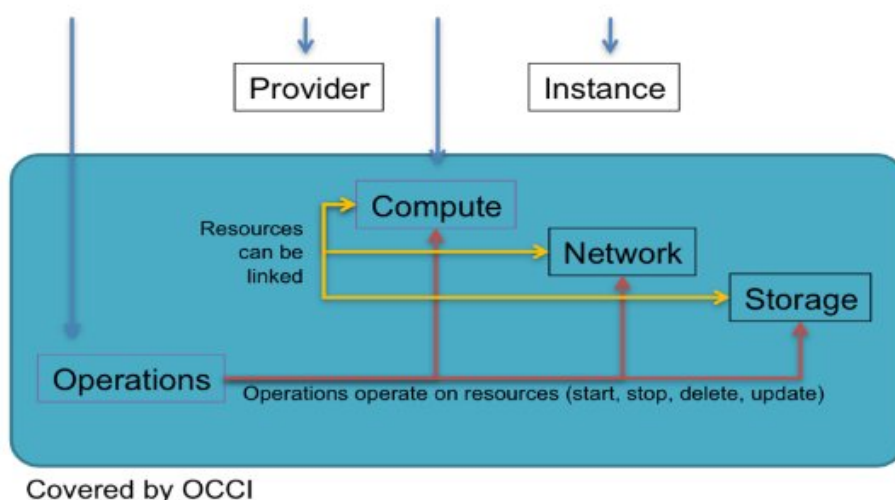 Provider
Instance
Compute
Resources
can be
linked
Network
Storage
Operations
Operations operate on resources (start, stop, delete, update)
Covered by OCCI